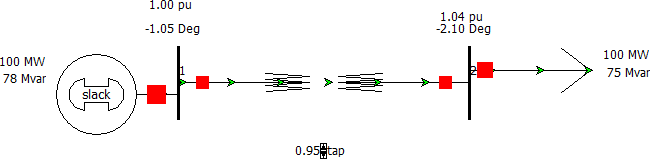 1.00 pu
-1.05 Deg
1.04 pu
-2.10 Deg
100 MW
78 Mvar
slack
1
2
100 MW
75 Mvar
0.95 tap